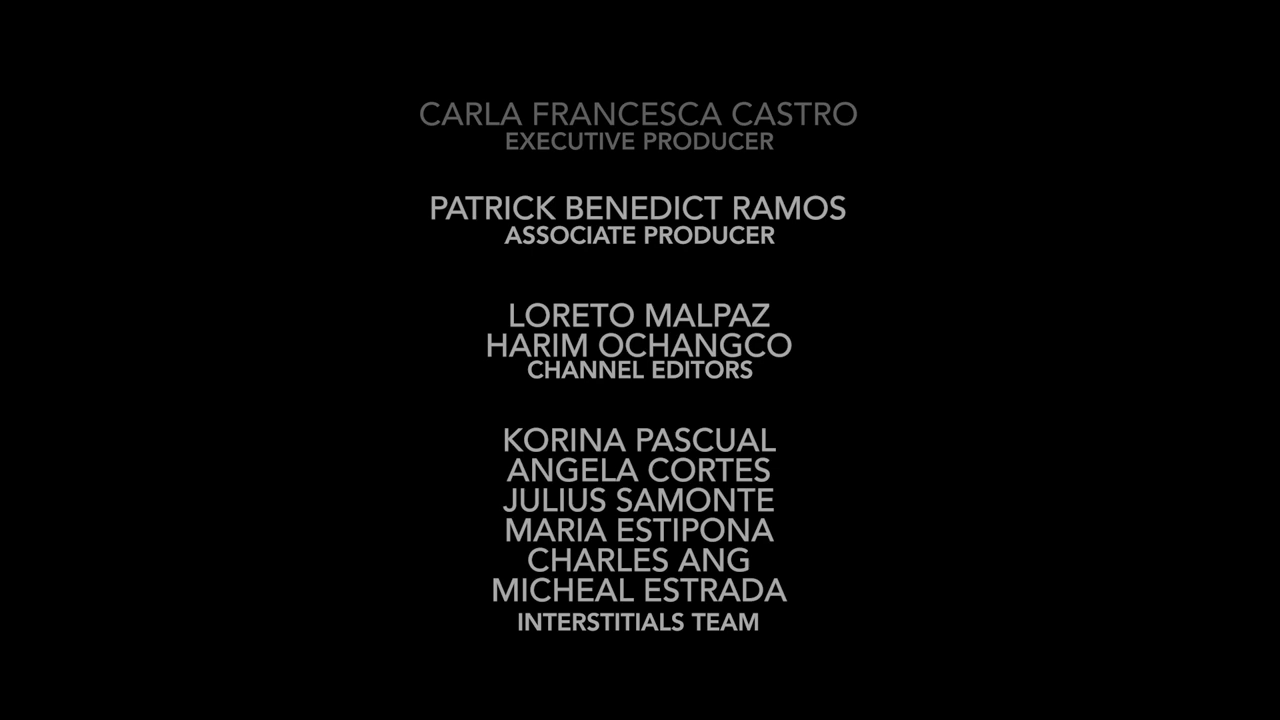 CARLA FRANCESCA CASTRO
EXECUTIVE PRODUCER
PATRICK BENEDICT RAMOS
ASSOCIATE PRODUCER
LORETO MALPAZ
HARIM OCHANGCO
CHANNEL EDITORS
KORINA PASCUAL
ANGELA CORTES
JULIUS SAMONTE
MARIA ESTIPONA
CHARLES ANG
MICHEAL ESTRADA
INTERSTITIALS TEAM